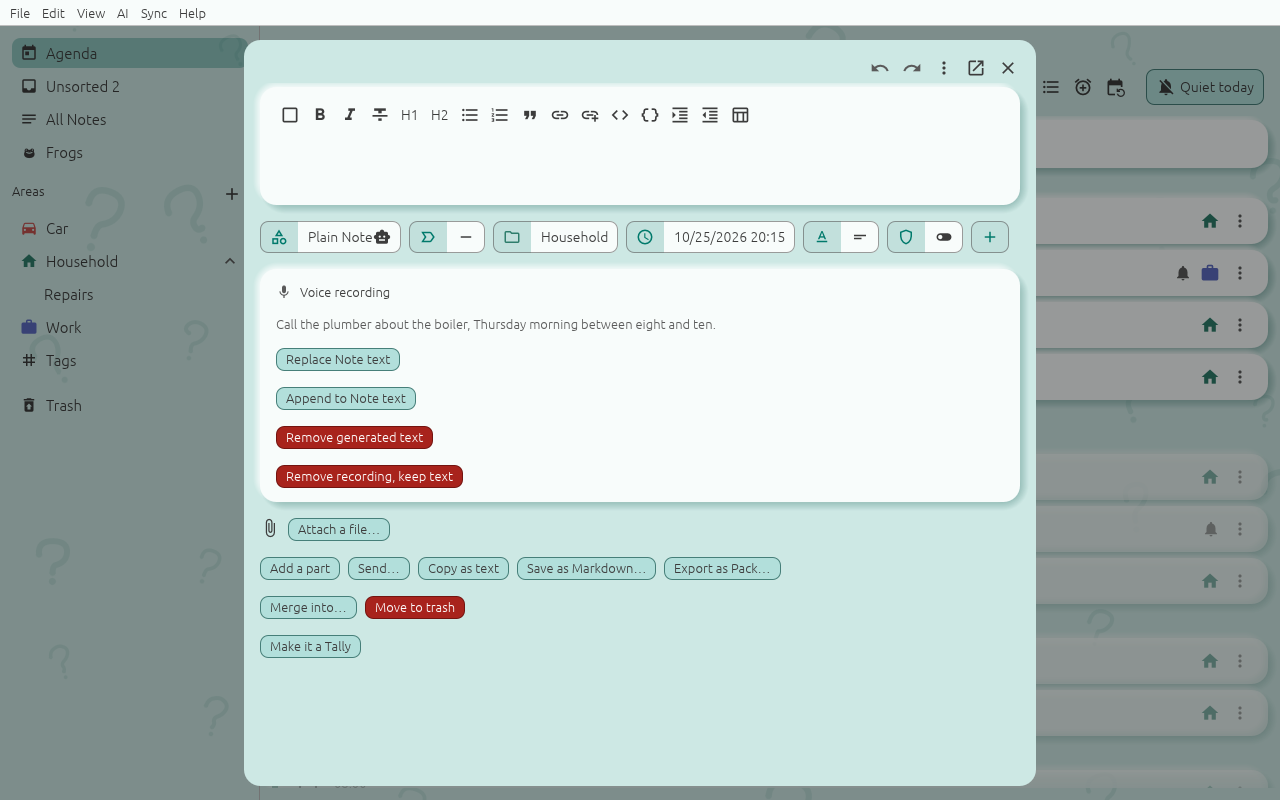 File Edit View AI Sync Help
Agenda
Unsorted 2
All Notes
Frogs
Areas
Car
Household
Repairs
Work
Tags
Trash
Quiet today
B I H1 H2
Plain Note
Household
10/25/2026 20:15
Voice recording
Call the plumber about the boiler, Thursday morning between eight and ten.
Replace Note text
Append to Note text
Remove generated text
Remove recording, keep text
Attach a file...
Add a part Send... Copy as text Save as Markdown... Export as Pack...
Merge into... Move to trash
Make it a Tally